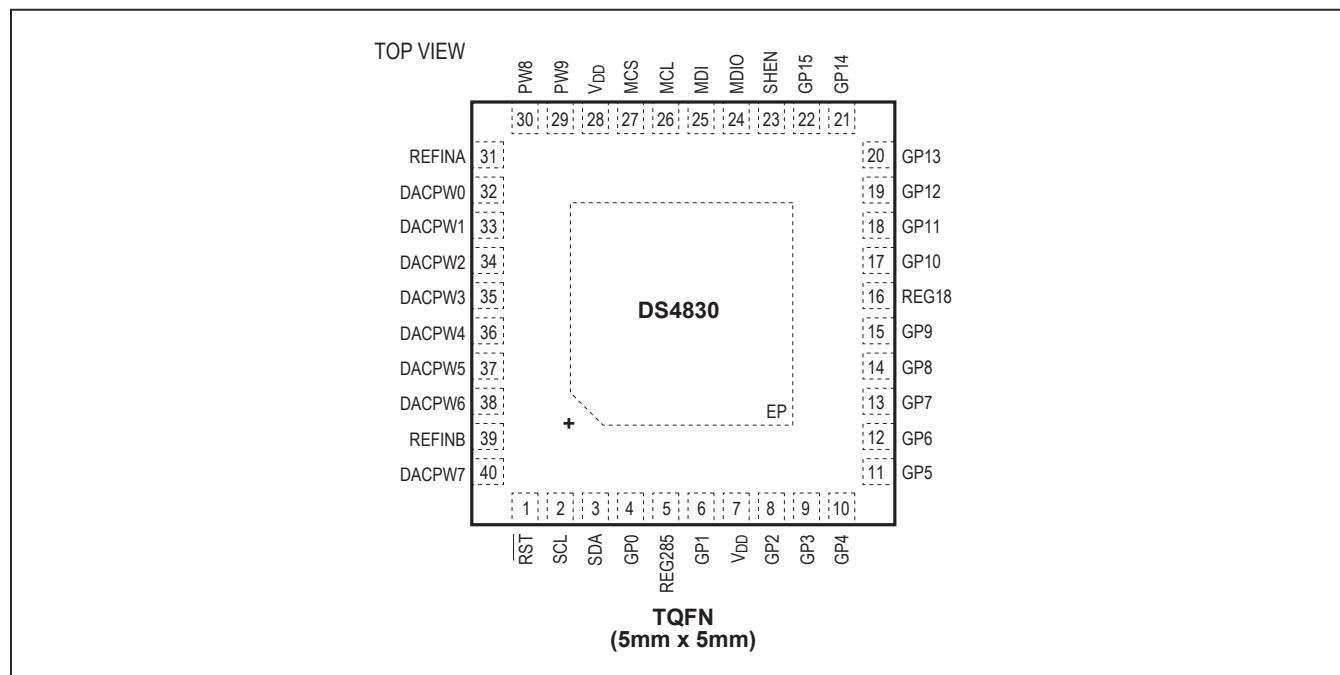 TOP VIEW
PW8 PW9 VDD MCS MCL MDI MDIO SHEN GP15 GP14
30 29 28 27 26 25 24 23 22 21
REFINA 31 20 GP13
DACPW0 32 19 GP12
DACPW1 33 18 GP11
DACPW2 34 17 GP10
DACPW3 35 DS4830 16 REG18
DACPW4 36 15 GP9
DACPW5 37 14 GP8
DACPW6 38 EP 13 GP7
+
REFINB 39 12 GP6
DACPW7 40 11 GP5
1 2 3 4 5 6 7 8 9 10
RST SCL SDA GP0 REG285 GP1 VDD GP2 GP3 GP4
TQFN
(5mm x 5mm)